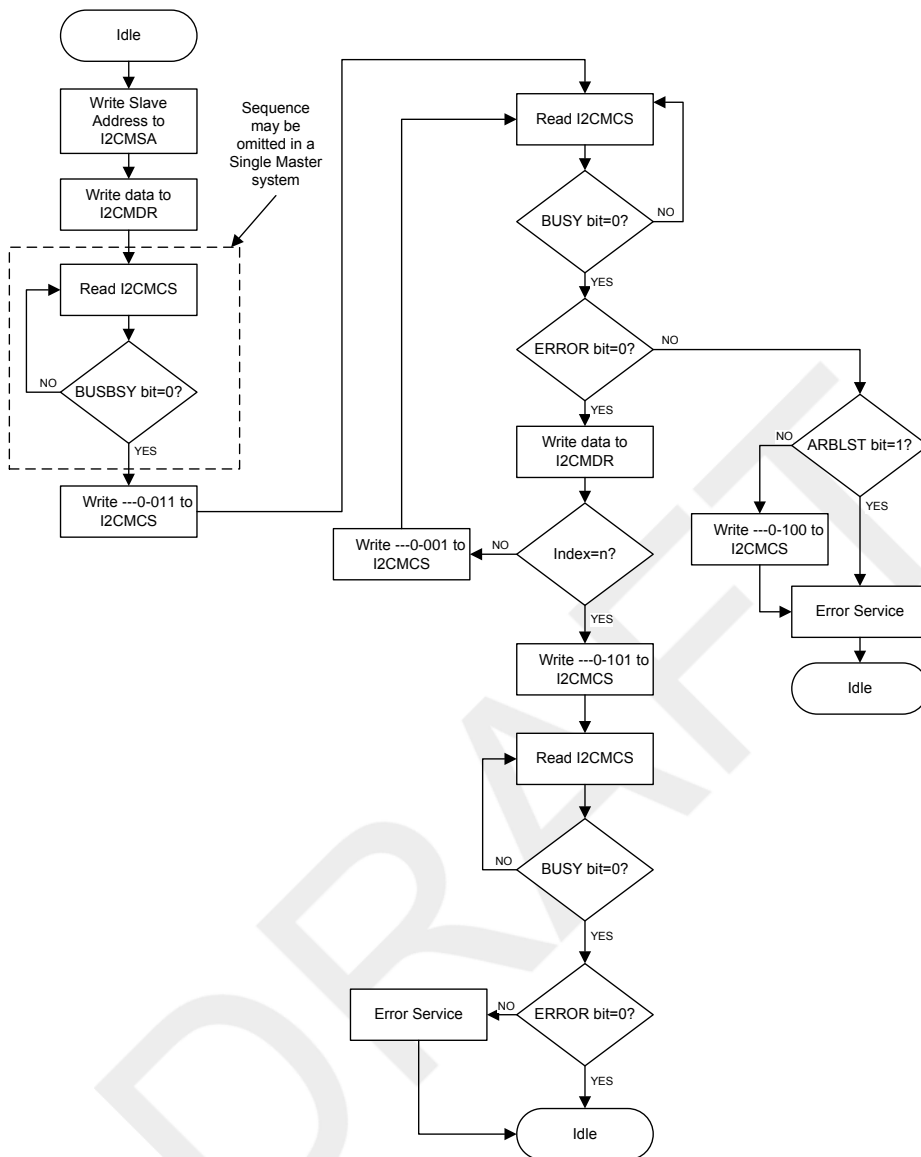 Idle
Write Slave
Address to
I2CMSA
Sequence
may be
omitted in a
Single Master
system
Write data to
I2CMDR
Read I2CMCS
BUSBSY bit=0?
NO
YES
Write ---0-011 to
I2CMCS
Read I2CMCS
BUSY bit=0?
NO
YES
ERROR bit=0?
NO
YES
Write data to
I2CMDR
ARBLST bit=1?
NO
YES
Write ---0-100 to
I2CMCS
Index=n?
NO
Write ---0-001 to
I2CMCS
YES
Error Service
Idle
Write ---0-101 to
I2CMCS
Read I2CMCS
BUSY bit=0?
NO
YES
ERROR bit=0?
NO
Error Service
YES
Idle
DRAFT